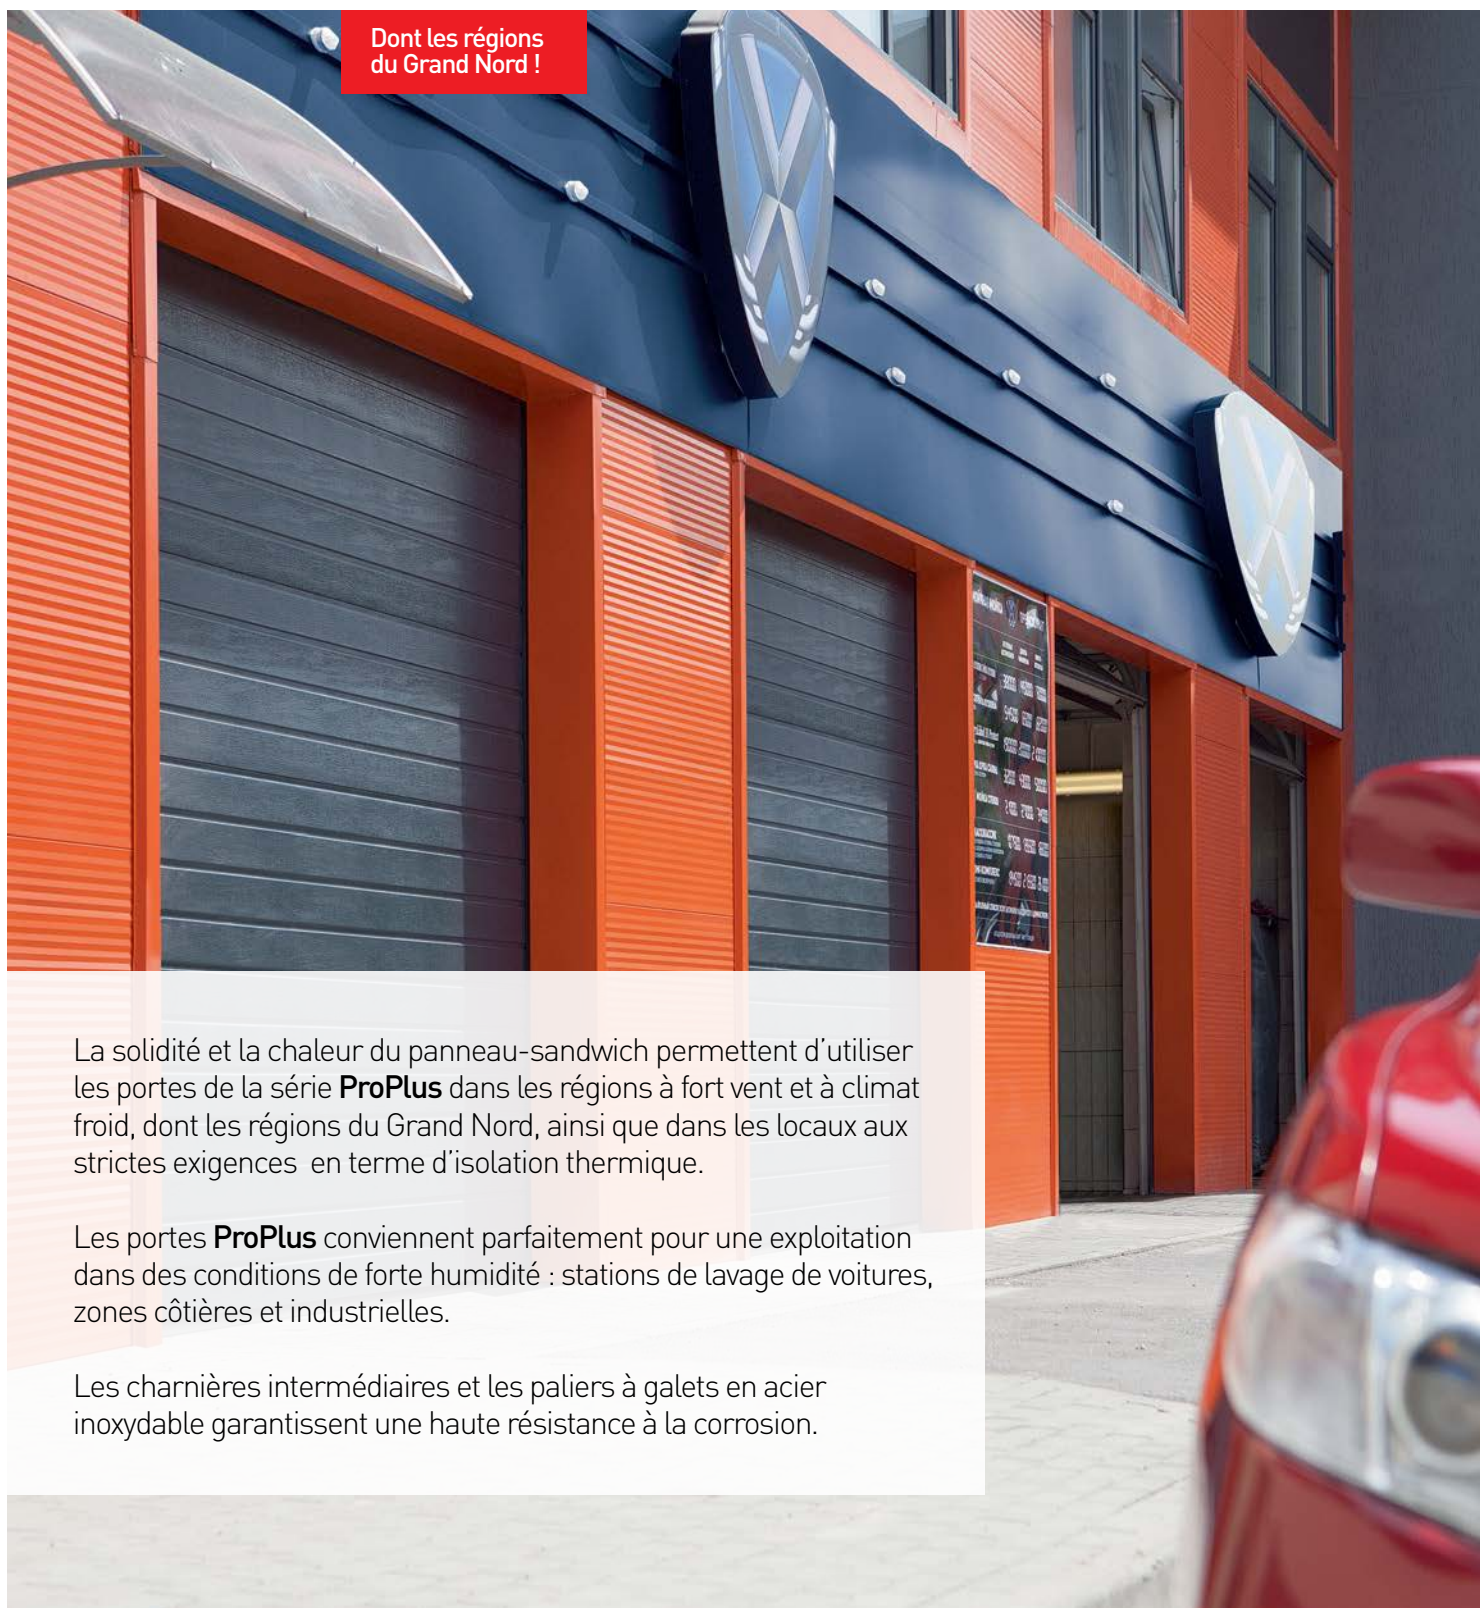 Dont les régions
du Grand Nord !
La solidité et la chaleur du panneau-sandwich permettent d’utiliser
les portes de la série ProPlus dans les régions à fort vent et à climat
froid, dont les régions du Grand Nord, ainsi que dans les locaux aux
strictes exigences  en terme d’isolation thermique.
Les portes ProPlus conviennent parfaitement pour une exploitation
dans des conditions de forte humidité : stations de lavage de voitures,
zones côtières et industrielles.
Les charnières intermédiaires et les paliers à galets en acier
inoxydable garantissent une haute résistance à la corrosion.